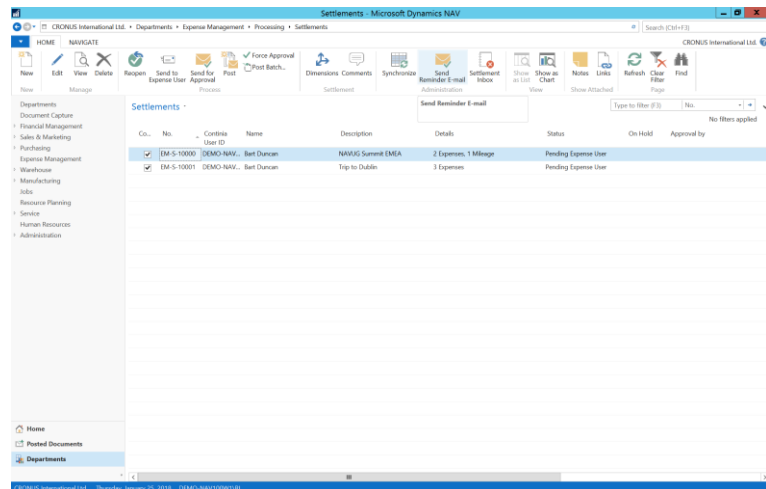 Settlements - Microsoft Dynamics NAV
CRONUS International Ltd. • Departments • Expense Management • Processing • Settlements
Search (Ctrl+F3)
HOME NAVIGATE
CRONUS International Ltd.
New
Edit View Delete
Reopen Send to Expense User
Send for Approval
Post
Force Approval
Post Batch...
Dimensions Comments
Synchronize Send Reminder E-mail
Settlement Inbox
Show as List
Show as Chart
Notes Links
Refresh Clear Filter
Find
New Manage Process Settlement Administration View Show Attached Page
Send Reminder E-mail
Departments
Document Capture
Financial Management
Sales & Marketing
Purchasing
Expense Management
Warehouse
Manufacturing
Jobs
Resource Planning
Service
Human Resources
Administration
Settlements
Type to filter (F3) No.
No filters applied
Co... No. Continia User ID Name Description Details Status On Hold Approval by
EM-S-10000 DEMO-NAV... Bart Duncan NAVUG Summit EMEA 2 Expenses, 1 Mileage Pending Expense User
EM-S-10001 DEMO-NAV... Bart Duncan Trip to Dublin 3 Expenses Pending Expense User
Home
Posted Documents
Departments
CRONUS International Ltd. Thursday, January 25, 2018